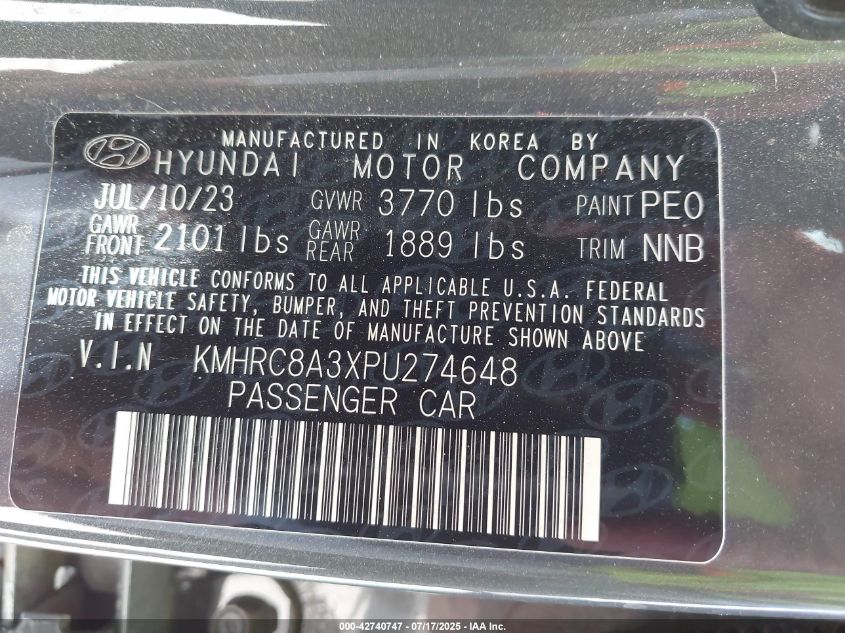 MANUFACTURED IN KOREA BY
HYUNDAI MOTOR COMPANY
JUL/10/23 GVWR 3770 lbs PAINT PE0
GAWR FRONT 2101 lbs GAWR REAR 1889 lbs TRIM NNB
THIS VEHICLE CONFORMS TO ALL APPLICABLE U.S.A. FEDERAL
MOTOR VEHICLE SAFETY, BUMPER, AND THEFT PREVENTION STANDARDS
IN EFFECT ON THE DATE OF MANUFACTURE SHOWN ABOVE
V.I.N KMHRC8A3XPU274648
PASSENGER CAR
000-42740747 - 07/17/2025 - IAA Inc.